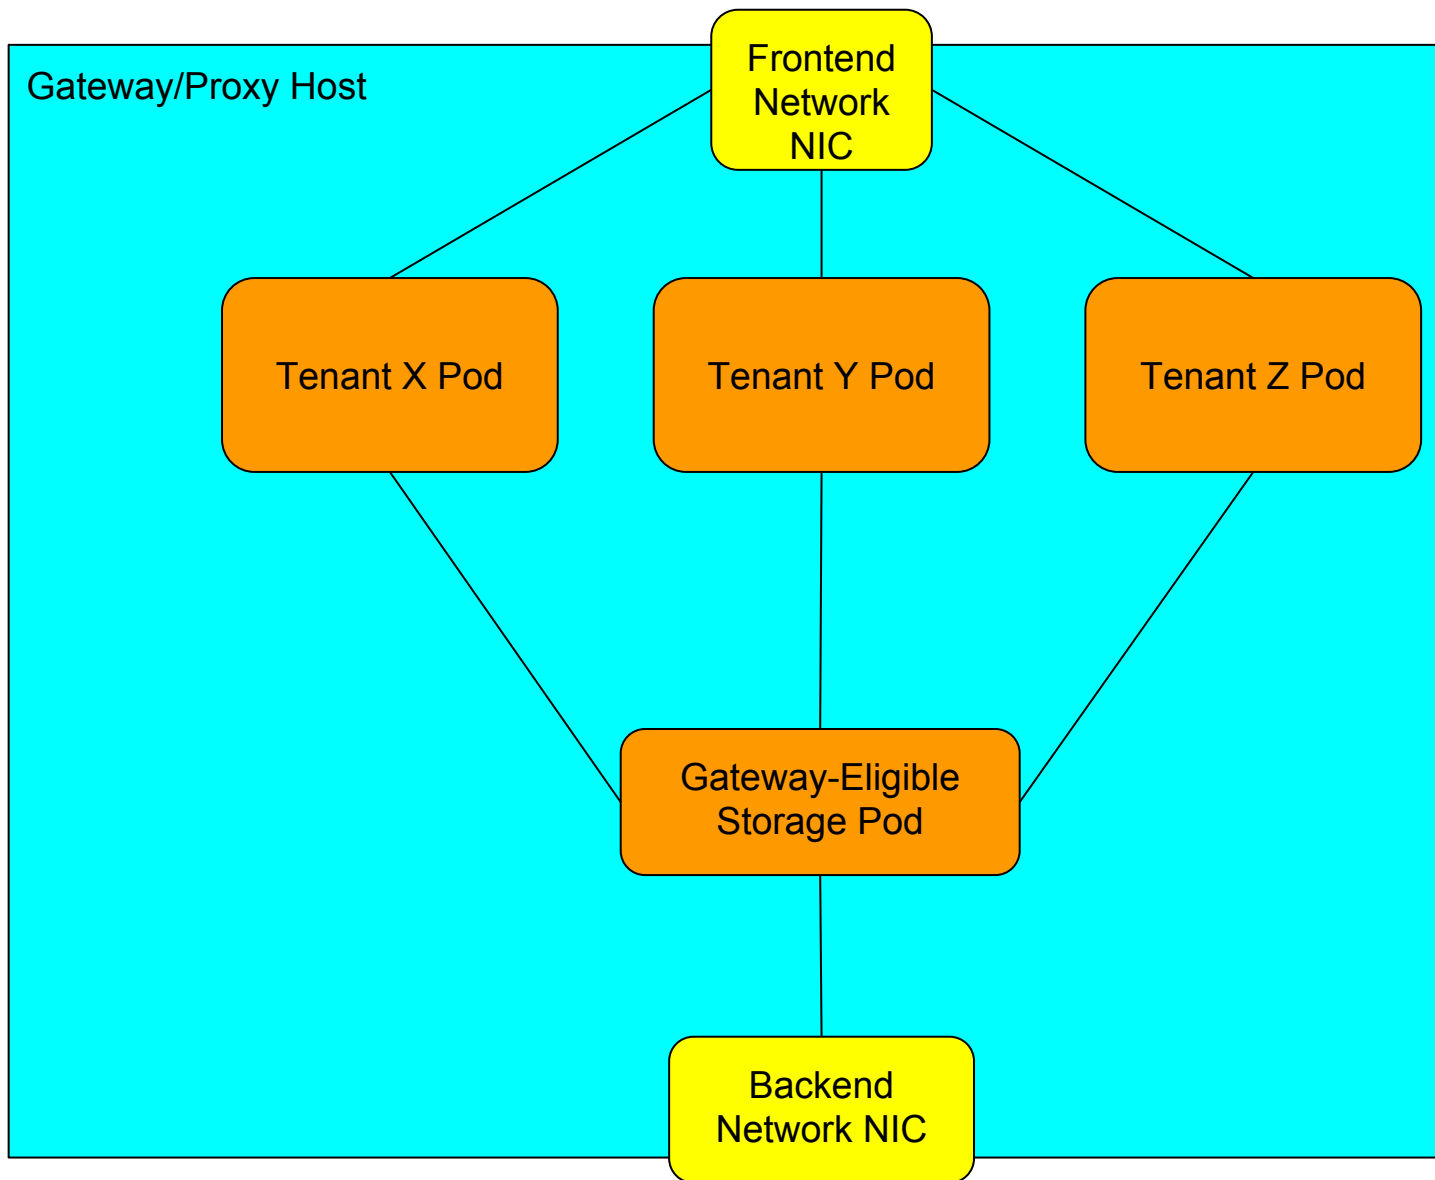 Frontend
Network
NIC
Gateway/Proxy Host
Tenant X Pod
Tenant Y Pod
Tenant Z Pod
Gateway-Eligible
Storage Pod
Backend
Network NIC